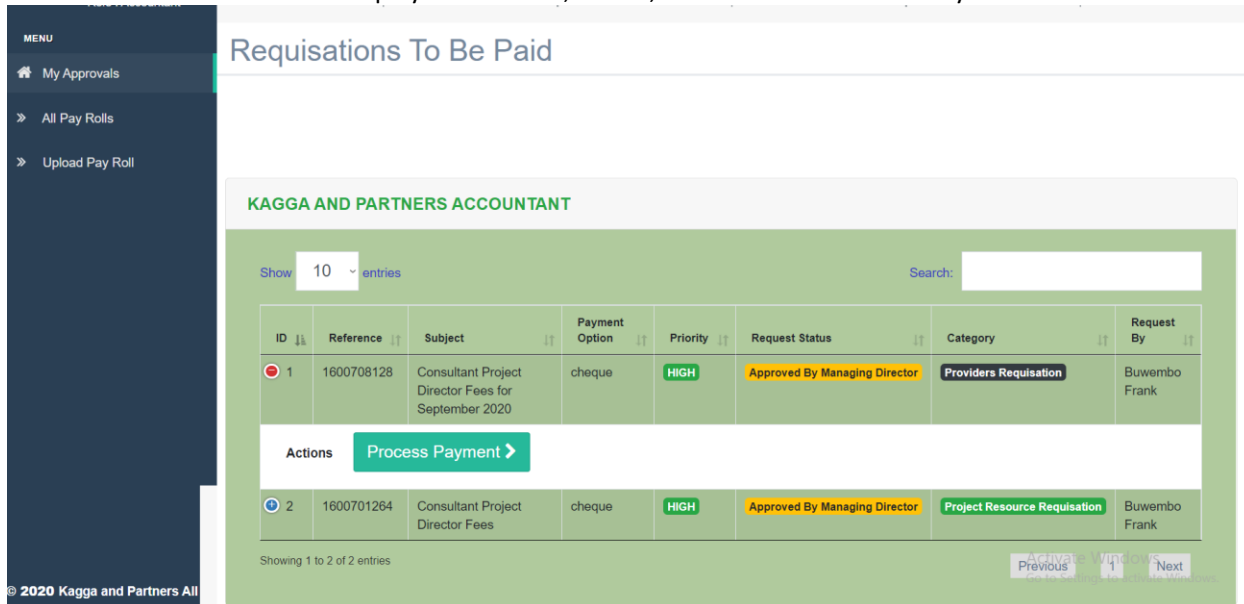 MENU
My Approvals
All Pay Rolls
Upload Pay Roll
© 2020 Kagga and Partners All
Requisations To Be Paid
KAGGA AND PARTNERS ACCOUNTANT
Show 10 entries Search:
ID Reference Subject Payment Option Priority Request Status Category Request By
1 1600708128 Consultant Project Director Fees for September 2020 cheque HIGH Approved By Managing Director Providers Requisation Buwembo Frank
Actions Process Payment
2 1600701264 Consultant Project Director Fees cheque HIGH Approved By Managing Director Project Resource Requisation Buwembo Frank
Showing 1 to 2 of 2 entries
Previous 1 Next
Activate Windows
Go to Settings to activate Windows.